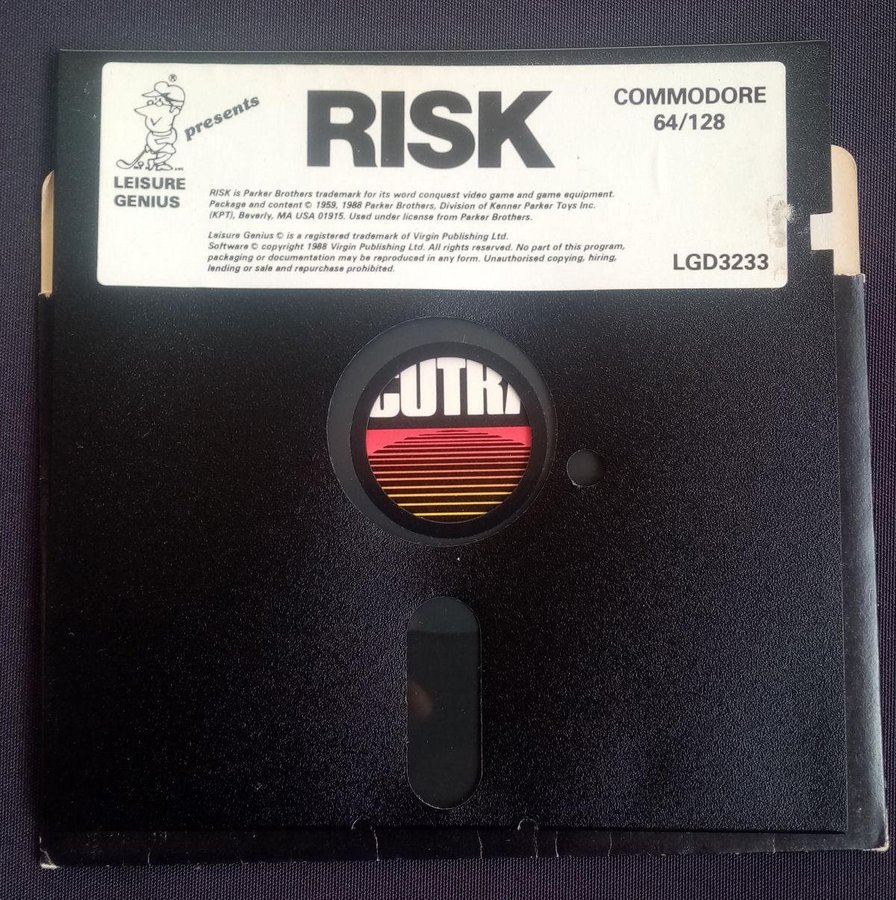 ®
presents
LEISURE
GENIUS
RISK
COMMODORE
64/128
RISK is Parker Brothers trademark for its word conquest video game and game equipment.
Package and content © 1959, 1988 Parker Brothers, Division of Kenner Parker Toys Inc.
(KPT), Beverly, MA USA 01915. Used under license from Parker Brothers.
Leisure Genius © is a registered trademark of Virgin Publishing Ltd.
Software © copyright 1988 Virgin Publishing Ltd. All rights reserved. No part of this program,
packaging or documentation may be reproduced in any form. Unauthorised copying, hiring,
lending or sale and repurchase prohibited.
LGD3233